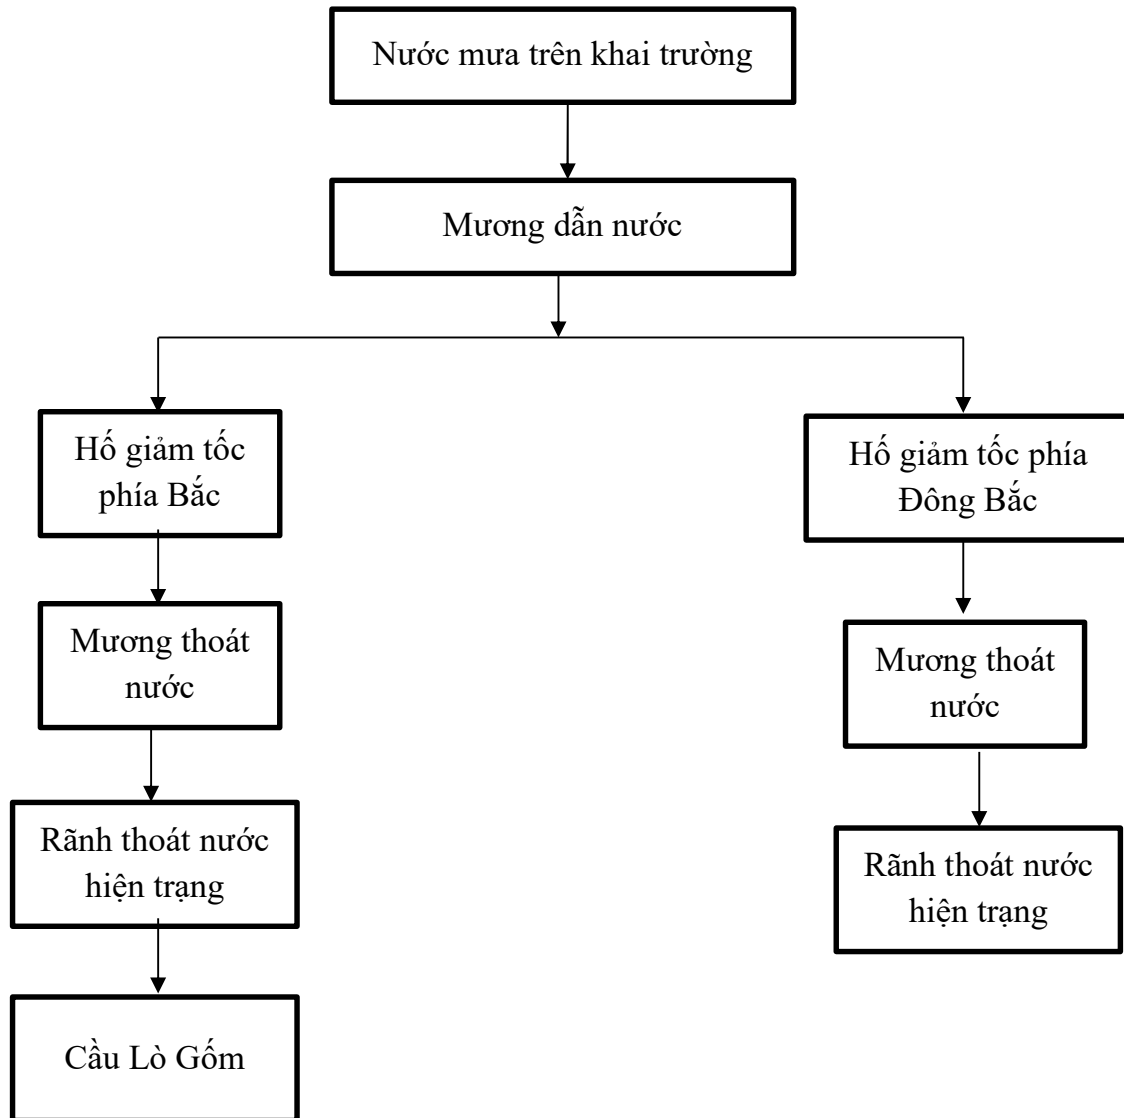 Nước mưa trên khai trường
Mương dẫn nước
Hố giảm tốc
phía Bắc
Hố giảm tốc phía
Đông Bắc
Mương thoát
nước
Mương thoát
nước
Rãnh thoát nước
hiện trạng
Rãnh thoát nước
hiện trạng
Cầu Lò Gốm